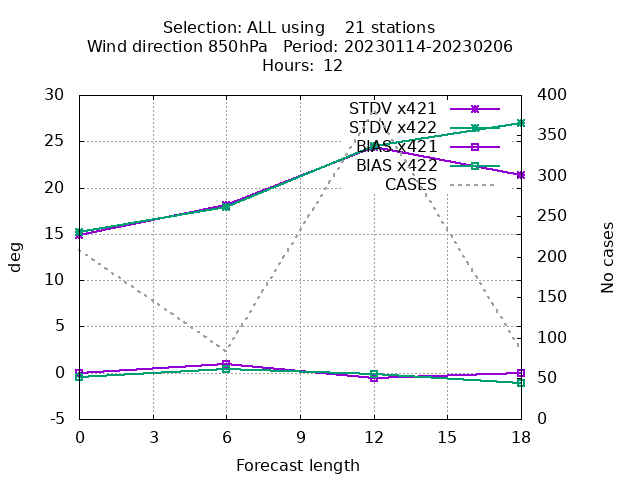 Selection: ALL using    21 stations
Wind direction 850hPa   Period: 20230114-20230206
Hours:  12
STDV x421
STDV x422
BIAS x421
BIAS x422
CASES
30
25
20
15
10
5
0
-5
deg
400
350
300
250
200
150
100
50
0
No cases
0 3 6 9 12 15 18
Forecast length